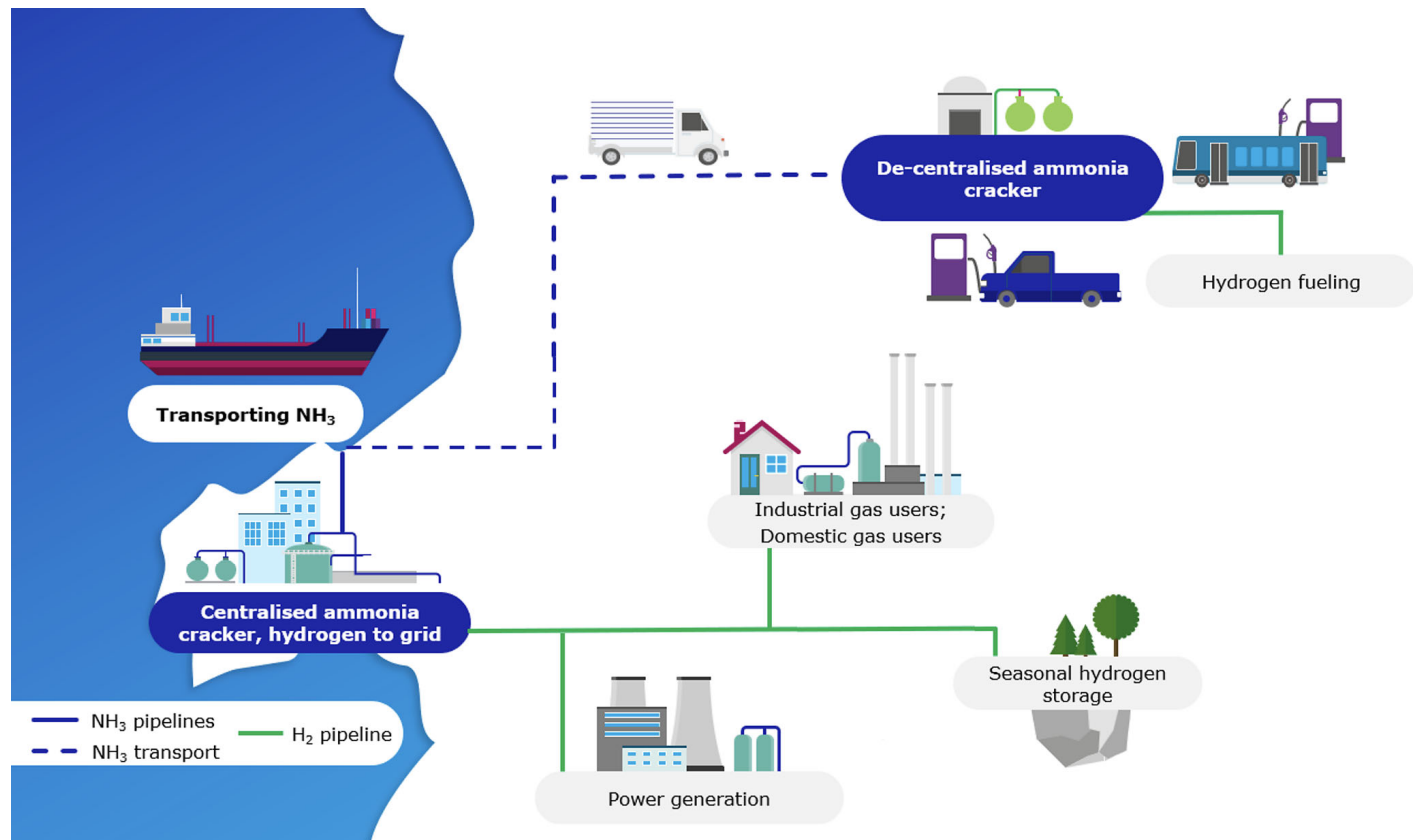 De-centralised ammonia
cracker
Hydrogen fueling
Transporting NH₃
Industrial gas users;
Domestic gas users
Centralised ammonia
cracker, hydrogen to grid
Seasonal hydrogen
storage
NH₃ pipelines
NH₃ transport
H₂ pipeline
Power generation